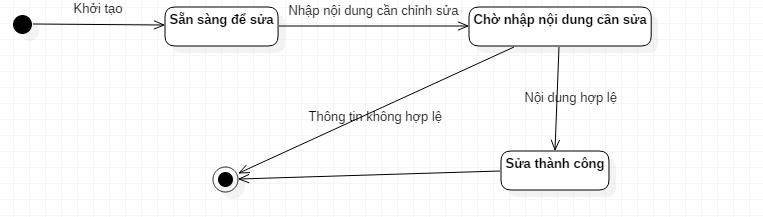 Khởi tạo
Sẵn sàng để sửa
Nhập nội dung cần chỉnh sửa
Chờ nhập nội dung cần sửa
Thông tin không hợp lệ
Nội dung hợp lệ
Sửa thành công